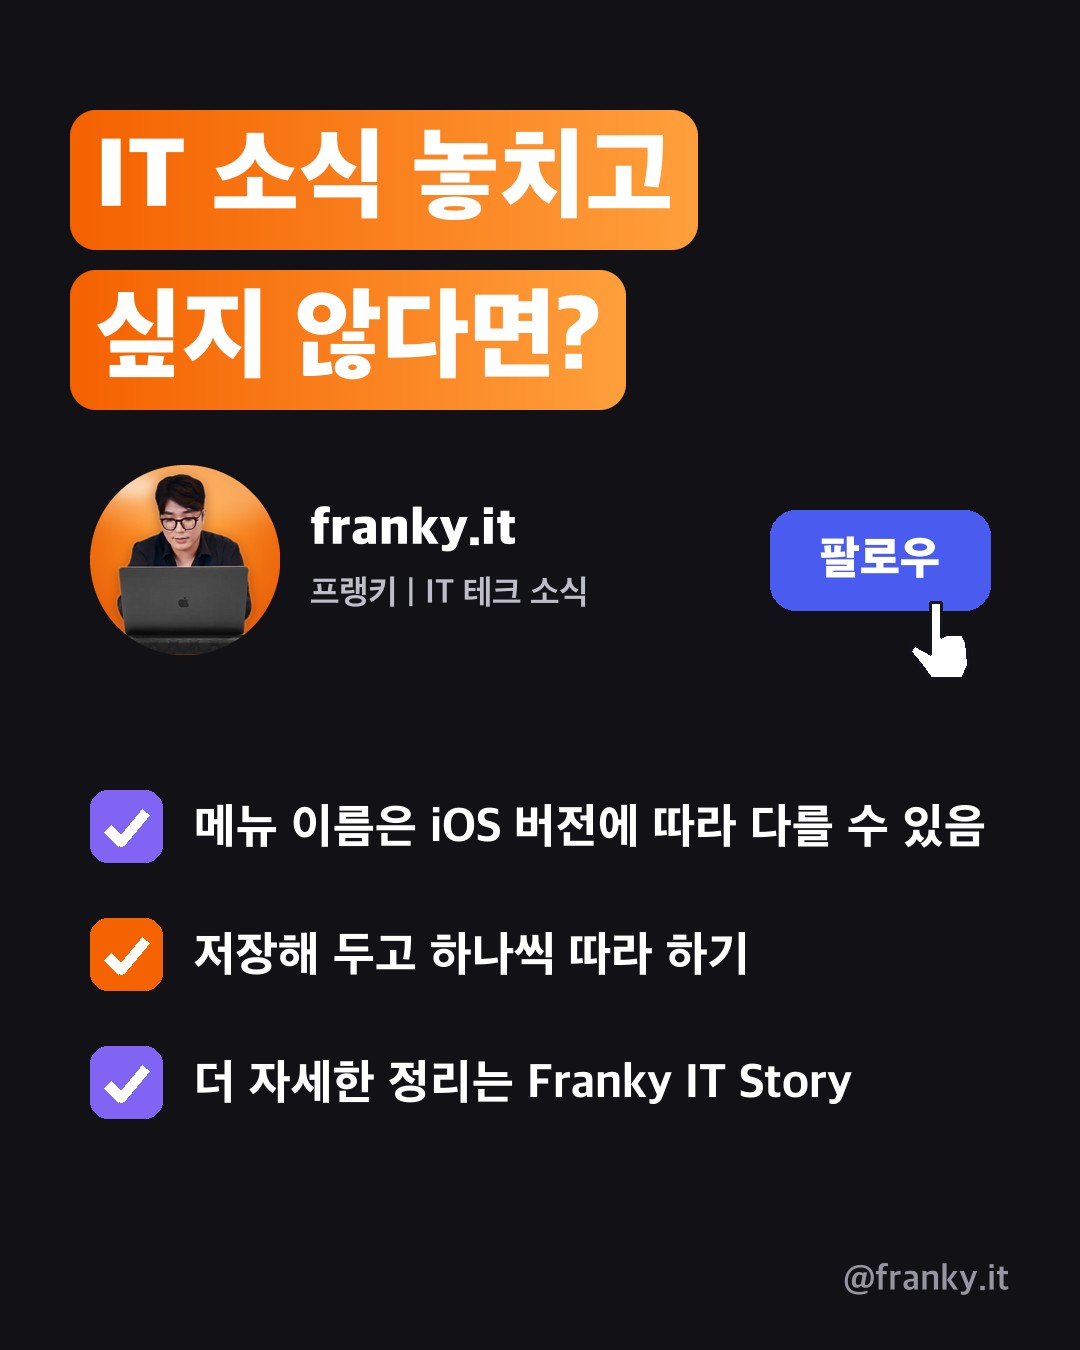 IT 소식 놓치고
싶지 않다면?
franky.it
프랭키 | IT 테크 소식
팔로우
메뉴 이름은 iOS 버전에 따라 다를 수 있음
저장해 두고 하나씩 따라 하기
더 자세한 정리는 Franky IT Story
@franky.it